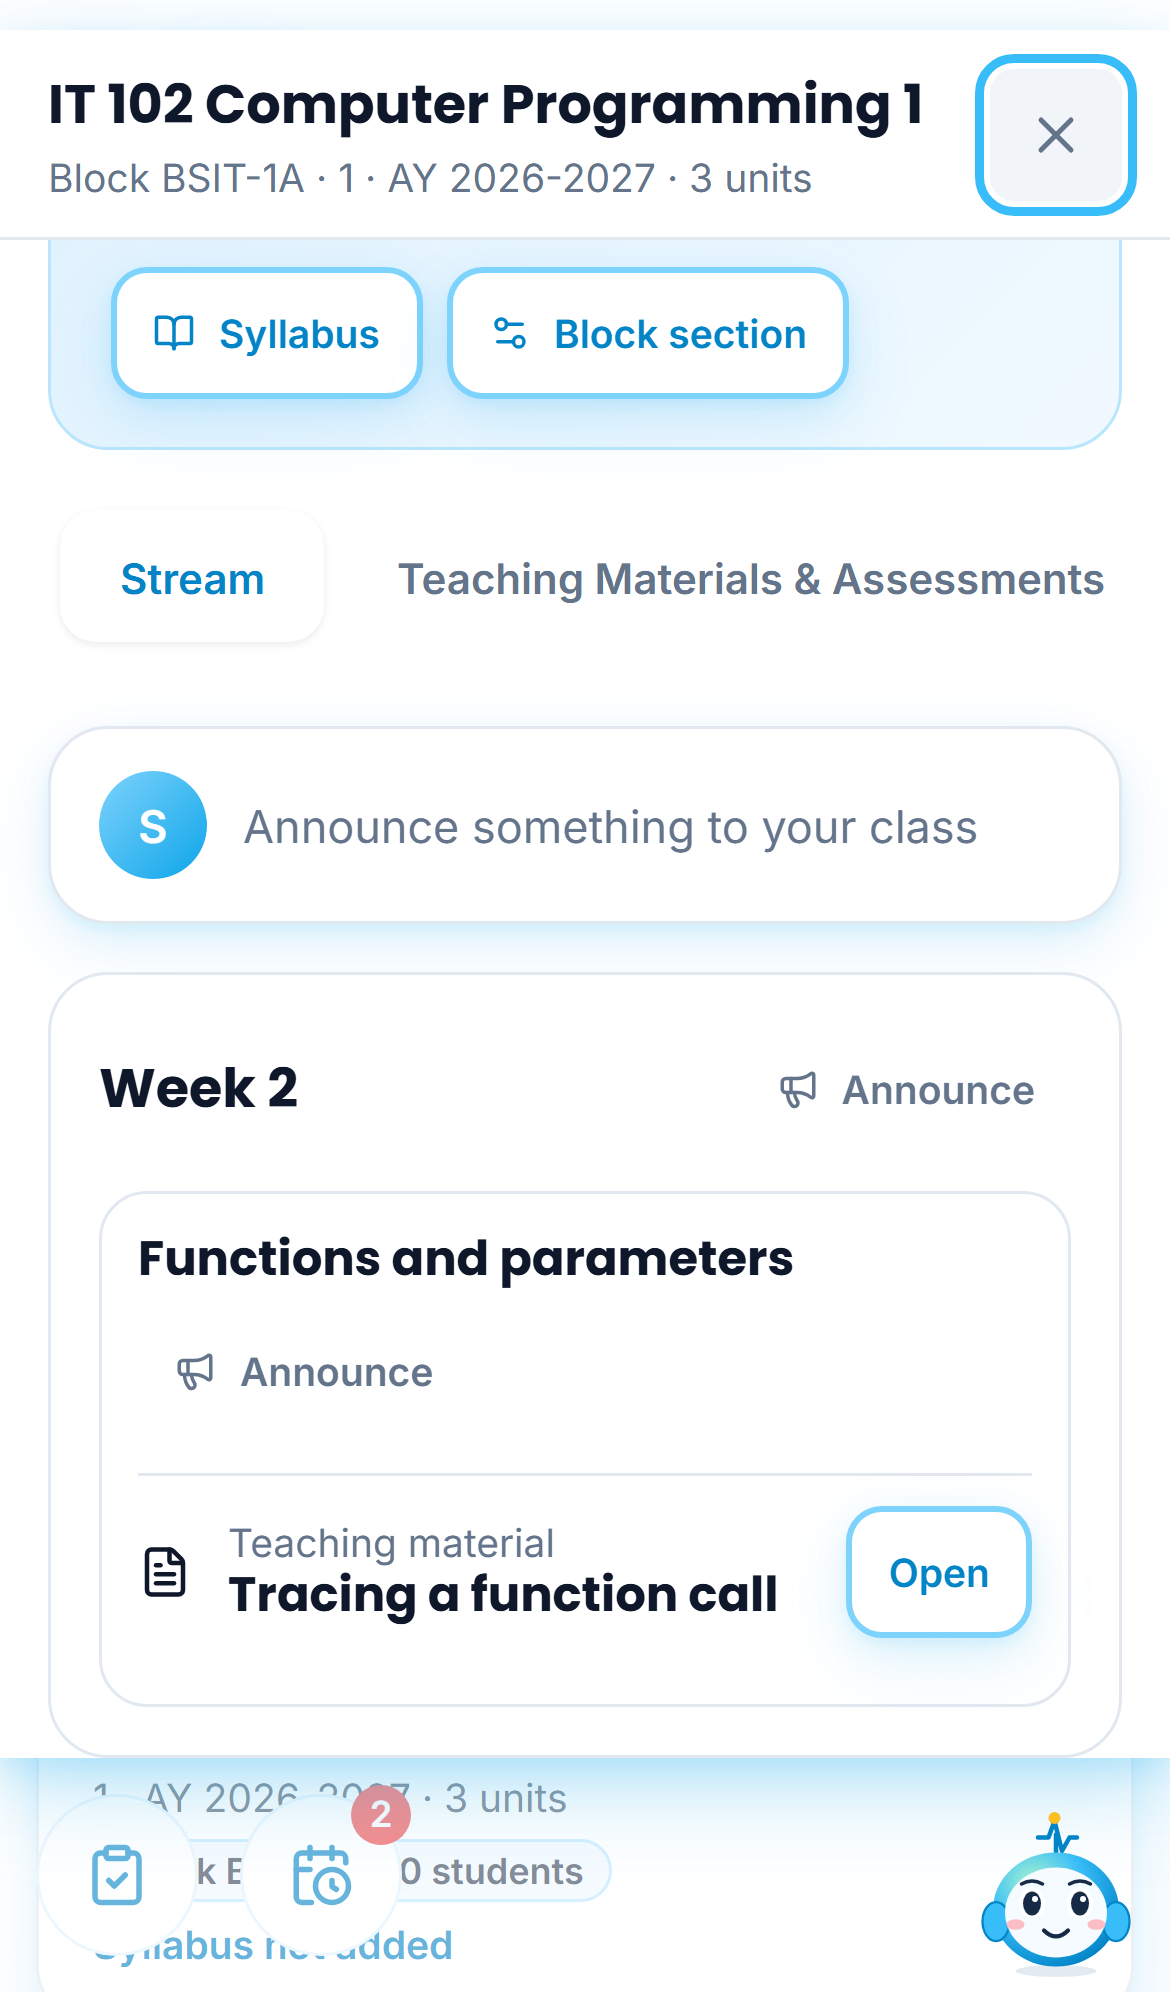 IT 102 Computer Programming 1
Block BSIT-1A · 1 · AY 2026-2027 · 3 units
Syllabus
Block section
Stream
Teaching Materials & Assessments
S
Announce something to your class
Week 2
Announce
Functions and parameters
Announce
Teaching material
Tracing a function call
Open
AY · 3 units
2
students
added